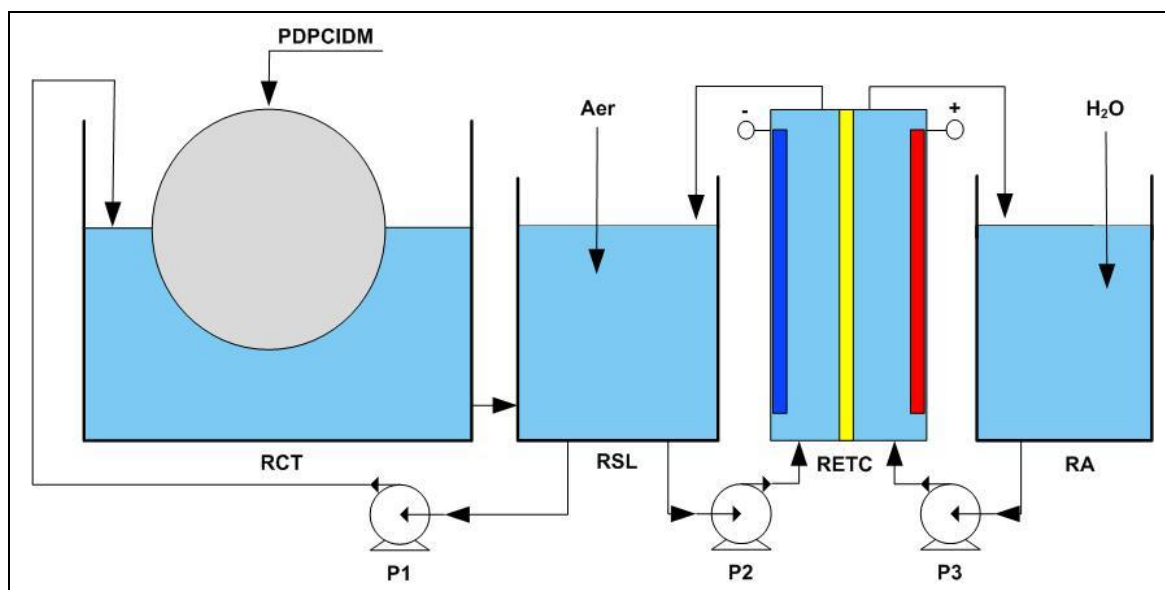 PDPCIDM
Aer
-
+
H₂O
RCT
RSL
RETC
RA
P1
P2
P3